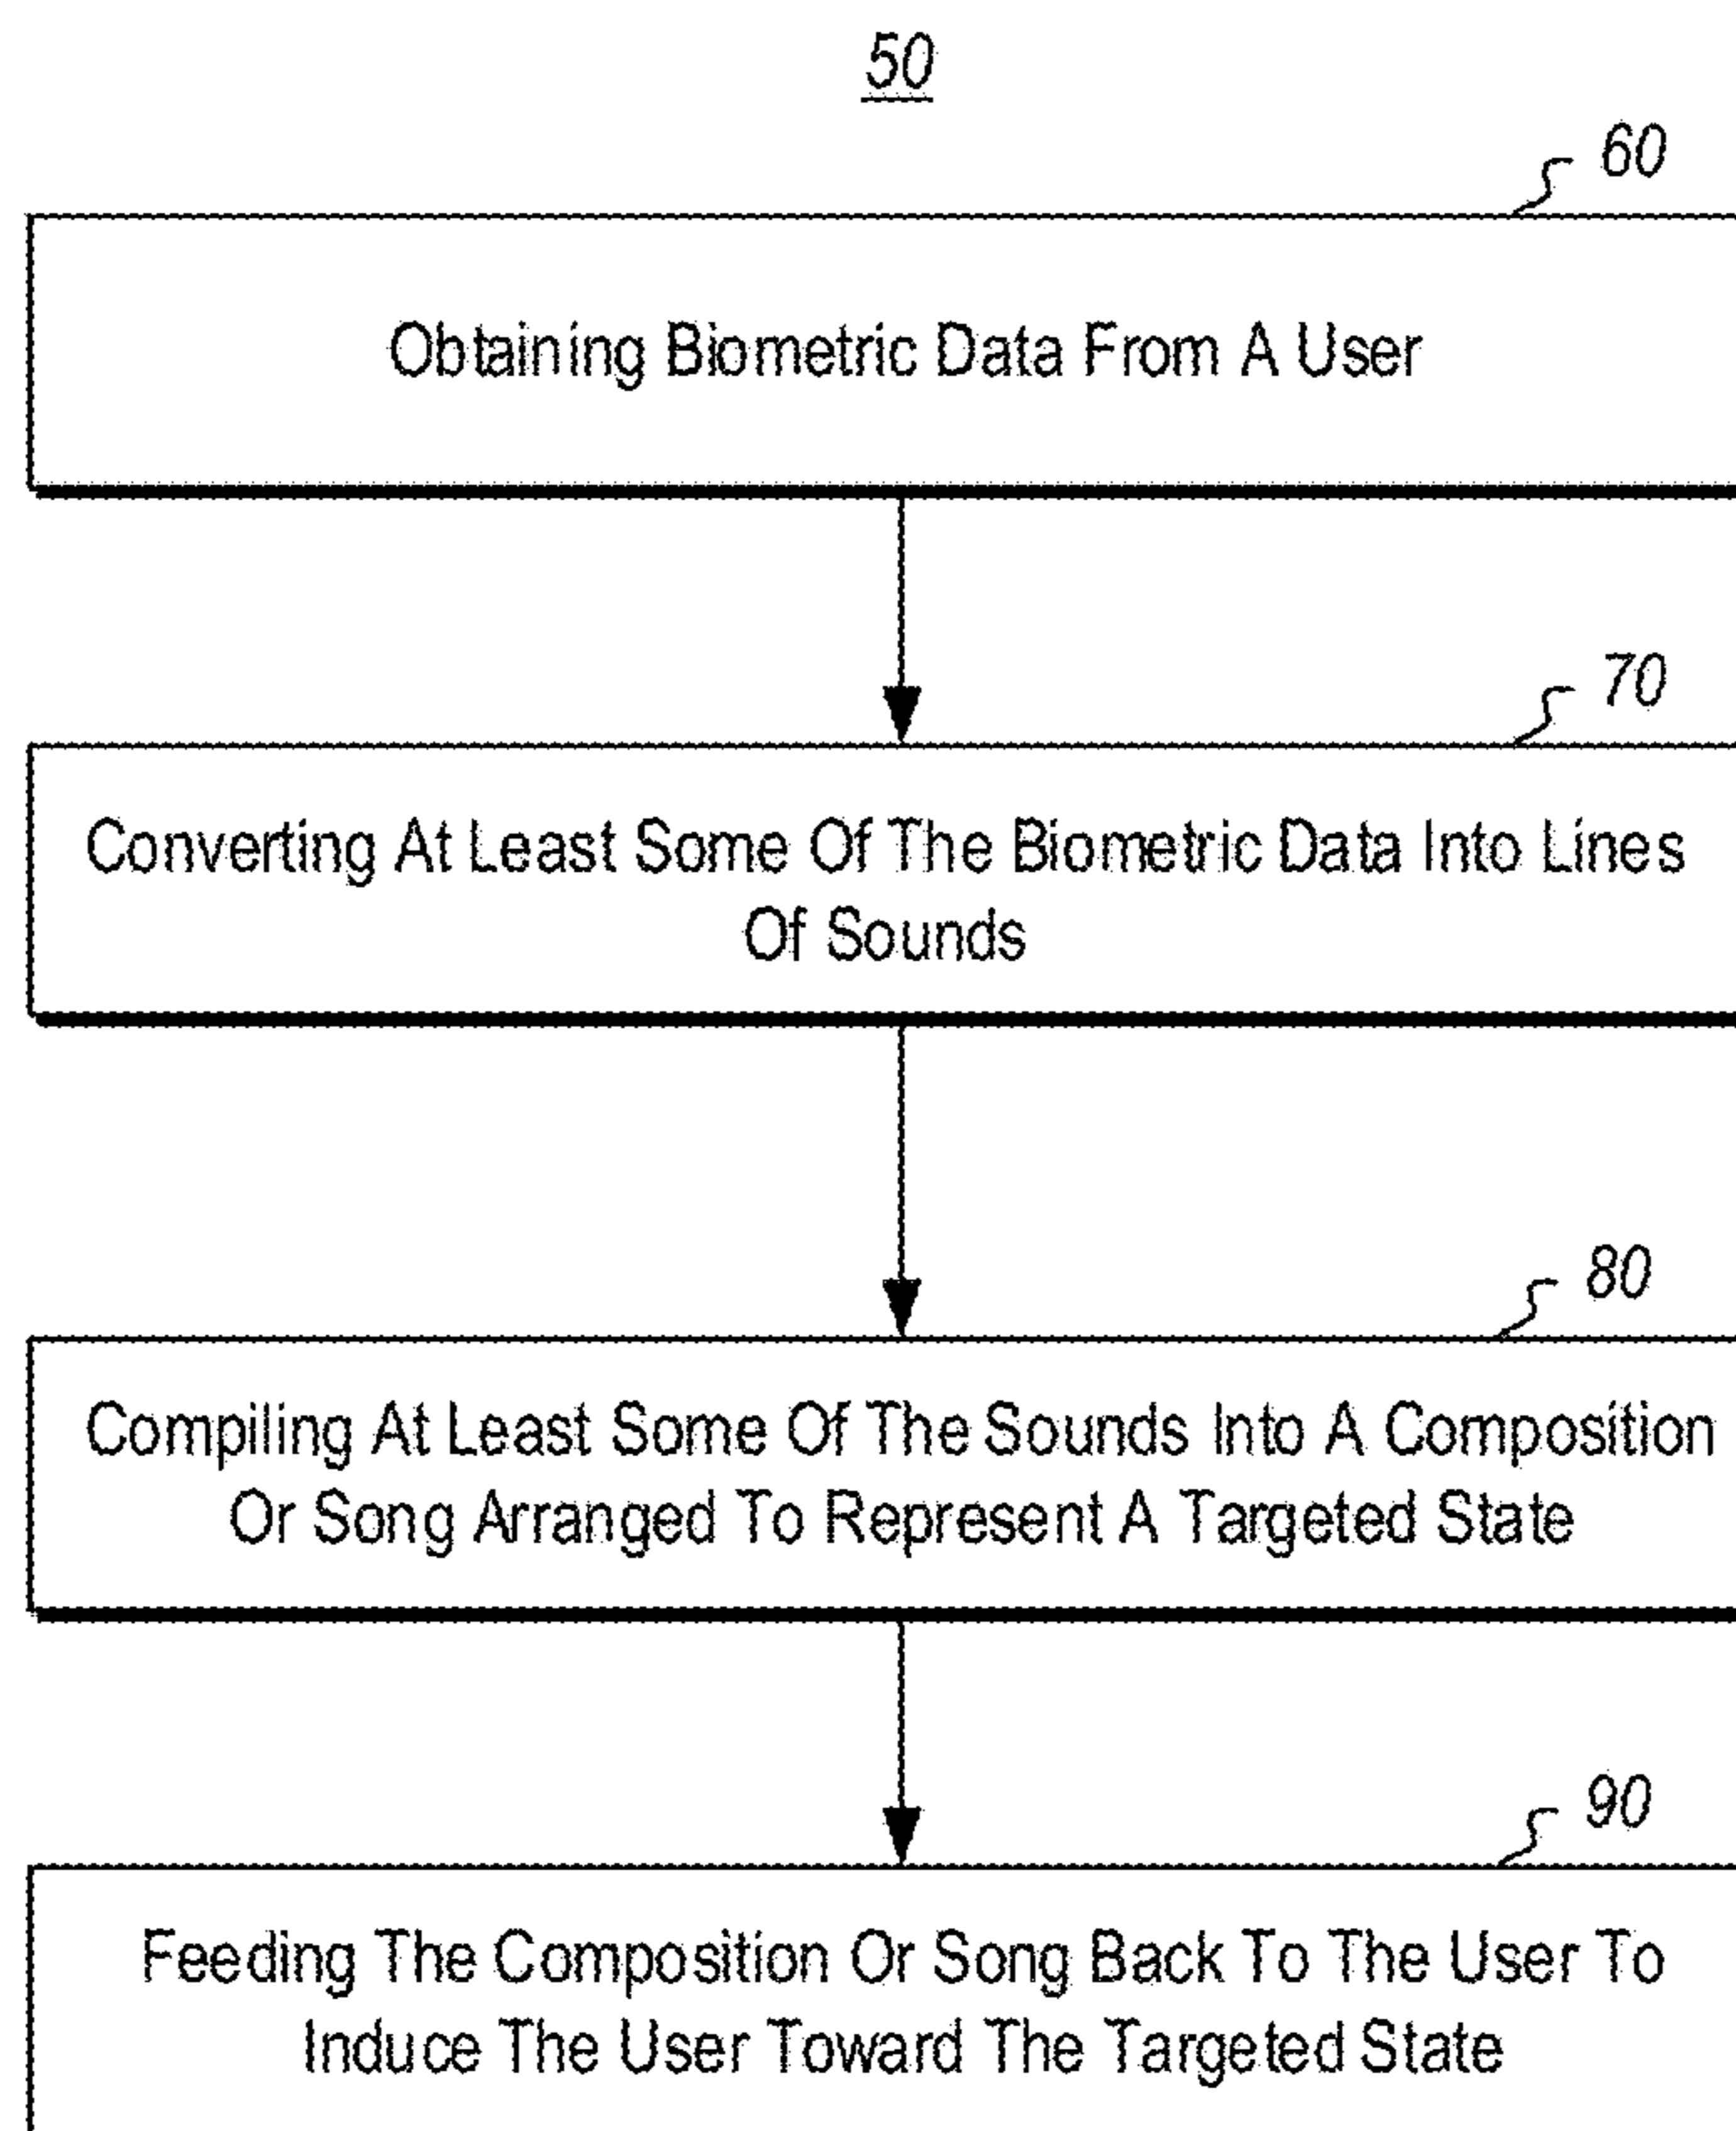 50
60
Obtaining Biometric Data From A User
70
Converting At Least Some Of The Biometric Data Into Lines
Of Sounds
80
Compiling At Least Some Of The Sounds Into A Composition
Or Song Arranged To Represent A Targeted State
90
Feeding The Composition Or Song Back To The User To
Induce The User Toward The Targeted State